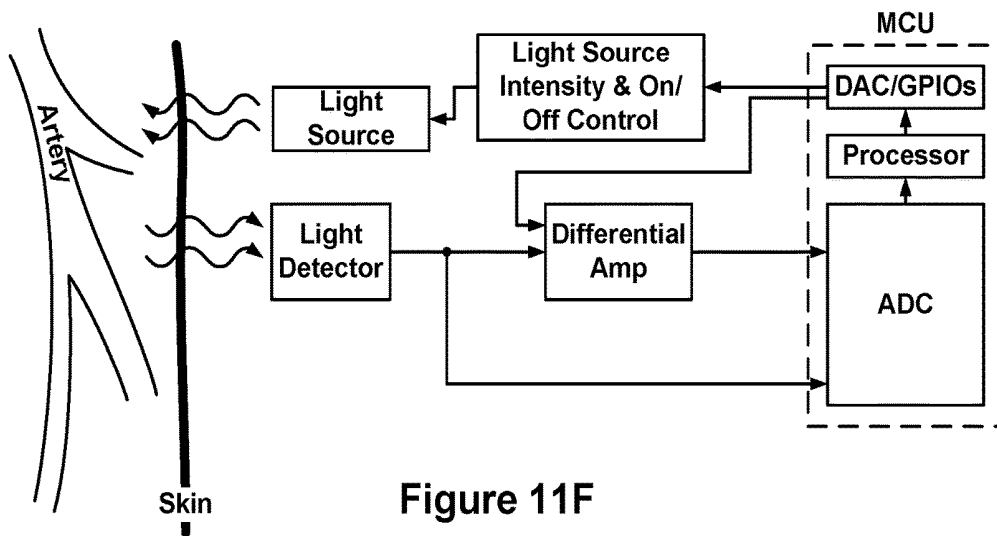 MCU
Light Source
Intensity & On/
Off Control
DAC/GPIOs
Light
Source
Processor
Artery
Light
Detector
Differential
Amp
ADC
Skin
Figure 11F